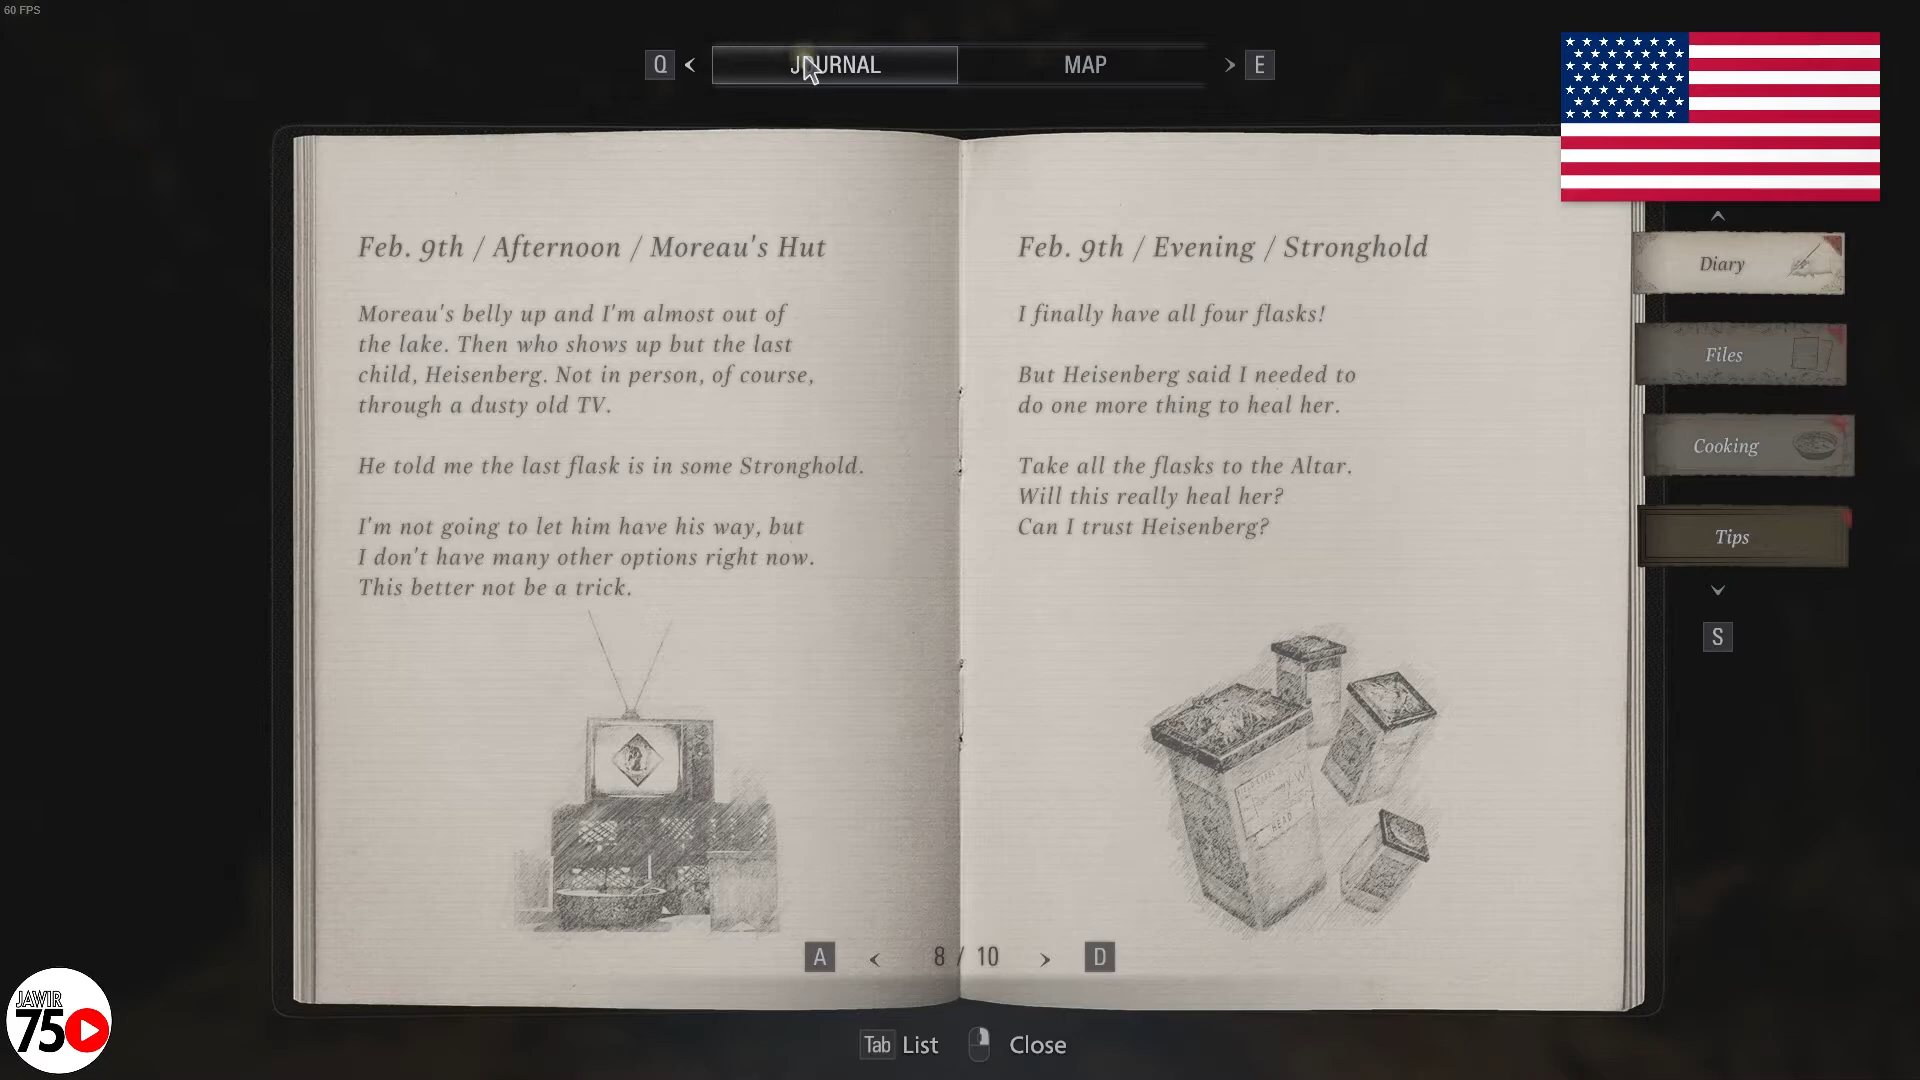 60 FPS
Q
JOURNAL
MAP
E
Feb. 9th / Afternoon / Moreau's Hut
Moreau's belly up and I'm almost out of
the lake. Then who shows up but the last
child, Heisenberg. Not in person, of course,
through a dusty old TV.
He told me the last flask is in some Stronghold.
I'm not going to let him have his way, but
I don't have many other options right now.
This better not be a trick.
Feb. 9th / Evening / Stronghold
I finally have all four flasks!
But Heisenberg said I needed to
do one more thing to heal her.
Take all the flasks to the Altar.
Will this really heal her?
Can I trust Heisenberg?
HEAD
Diary
Files
Cooking
Tips
S
A
8 / 10
D
JAWIR
75
Tab List
Close